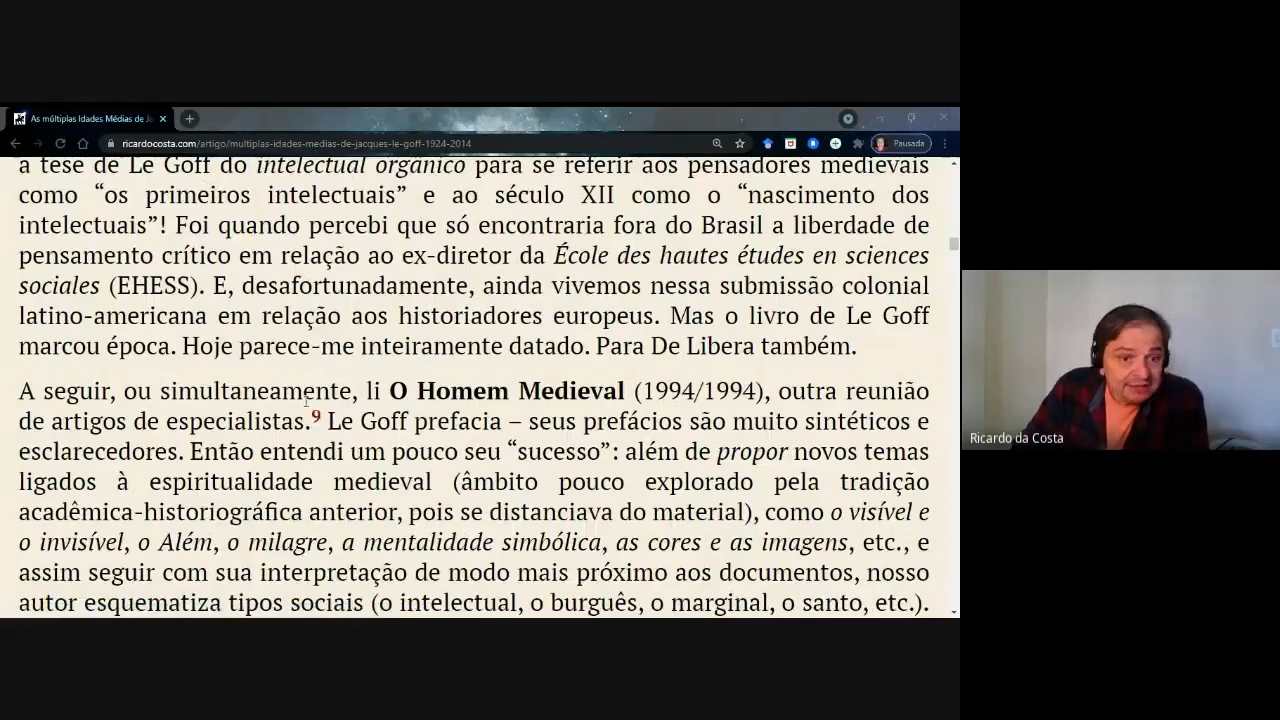 As múltiplas Idades Médias de Ja
ricardocosta.com/artigo/multiplas-idades-medias-de-jacques-le-goff-1924-2014
Pausada
a tese de Le Goff do intelectual orgânico para se referir aos pensadores medievais
como “os primeiros intelectuais” e ao século XII como o “nascimento dos
intelectuais”! Foi quando percebi que só encontraria fora do Brasil a liberdade de
pensamento crítico em relação ao ex-diretor da École des hautes études en sciences
sociales (EHESS). E, desafortunadamente, ainda vivemos nessa submissão colonial
latino-americana em relação aos historiadores europeus. Mas o livro de Le Goff
marcou época. Hoje parece-me inteiramente datado. Para De Libera também.
A seguir, ou simultaneamente, li O Homem Medieval (1994/1994), outra reunião
de artigos de especialistas.9 Le Goff prefacia – seus prefácios são muito sintéticos e
esclarecedores. Então entendi um pouco seu “sucesso”: além de propor novos temas
ligados à espiritualidade medieval (âmbito pouco explorado pela tradição
acadêmica-historiográfica anterior, pois se distanciava do material), como o visível e
o invisível, o Além, o milagre, a mentalidade simbólica, as cores e as imagens, etc., e
assim seguir com sua interpretação de modo mais próximo aos documentos, nosso
autor esquematiza tipos sociais (o intelectual, o burguês, o marginal, o santo, etc.).
Ricardo da Costa